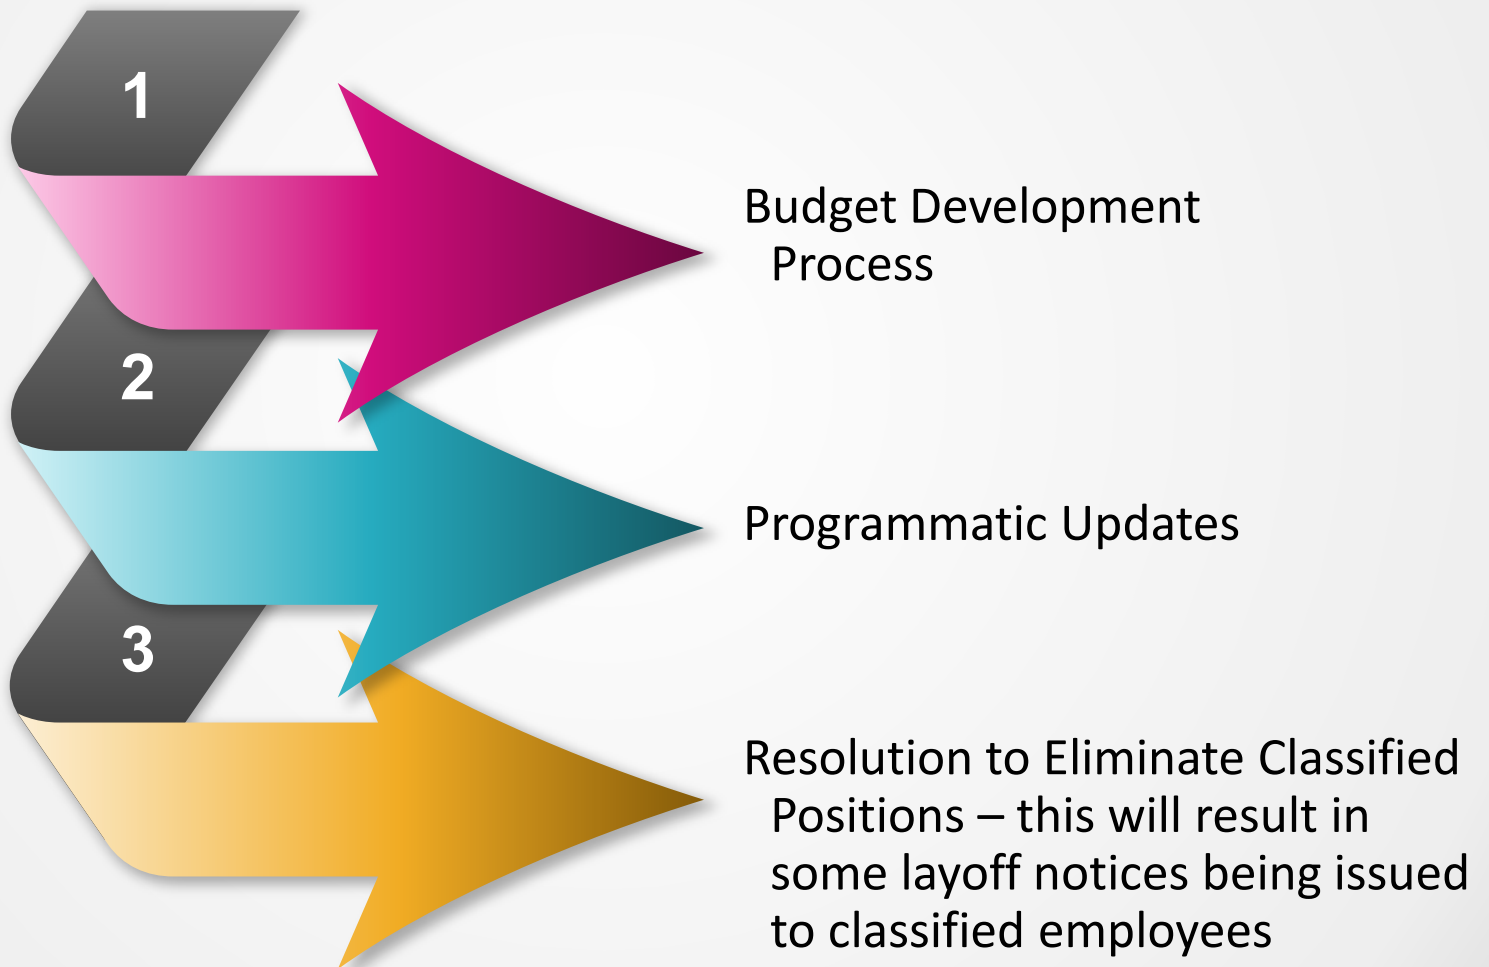 1
Budget Development
Process
2
Programmatic Updates
3
Resolution to Eliminate Classified
Positions – this will result in
some layoff notices being issued
to classified employees